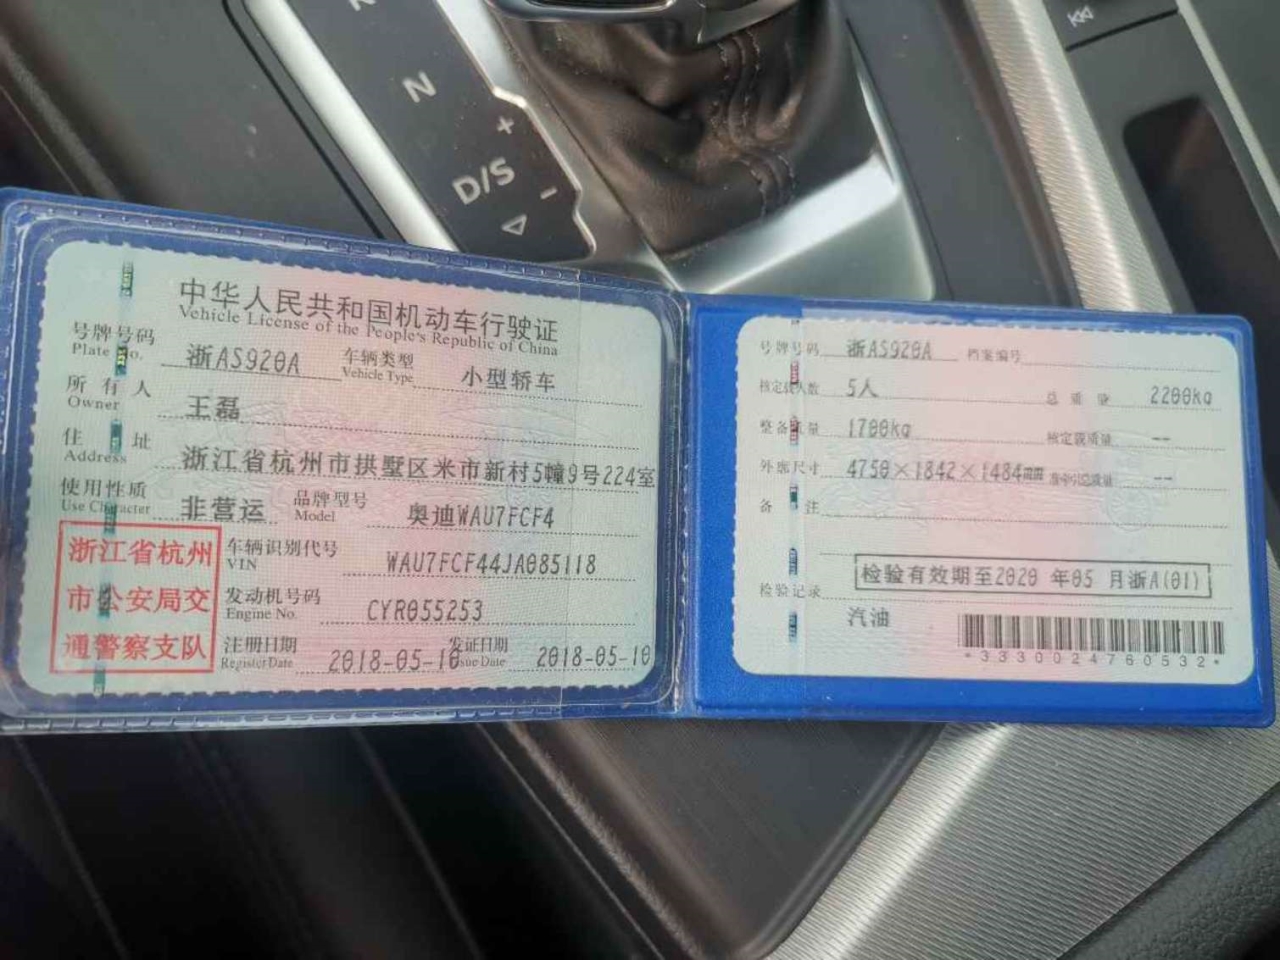 N
+
D/S
−
中华人民共和国机动车行驶证
Vehicle License of the People's Republic of China
号牌号码 浙AS920A 车辆类型 小型轿车
Plate No. Vehicle Type
所有人 王磊
Owner
住址 浙江省杭州市拱墅区米市新村5幢9号224室
Address
使用性质 非营运 品牌型号 奥迪WAU7FCF4
Use Character Model
浙江省杭州
市公安局交
通警察支队
车辆识别代号 WAU7FCF44JA085118
VIN
发动机号码 CYR055253
Engine No.
注册日期 2018-05-10 发证日期 2018-05-10
Register Date Issue Date
号牌号码 浙AS920A 档案编号
核定载人数 5人 总质量 2200kg
整备质量 1700kg 核定载质量 --
外廓尺寸 4750×1842×1484mm 准牵引总质量 --
备注
检验有效期至2020 年05 月浙A(01)
检验记录
汽油
*3330024760532*